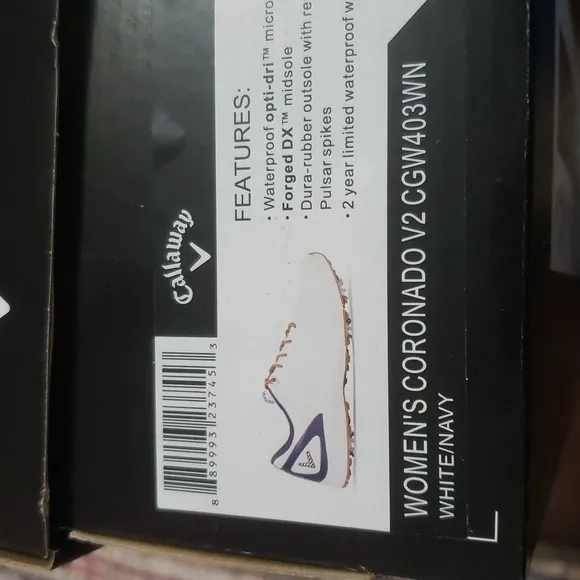 Callaway
FEATURES:
• Waterproof opti-dri™ micro
• Forged DX™ midsole
• Dura-rubber outsole with re
Pulsar spikes
• 2 year limited waterproof w
8 89993 23745 3
WOMEN'S CORONADO V2 CGW403WN
WHITE/NAVY